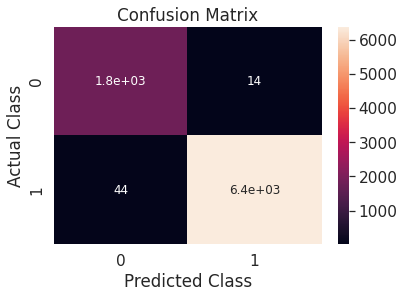 Confusion Matrix
Actual Class
0
1.8e+03
14
1
44
6.4e+03
0
1
Predicted Class
6000
5000
4000
3000
2000
1000